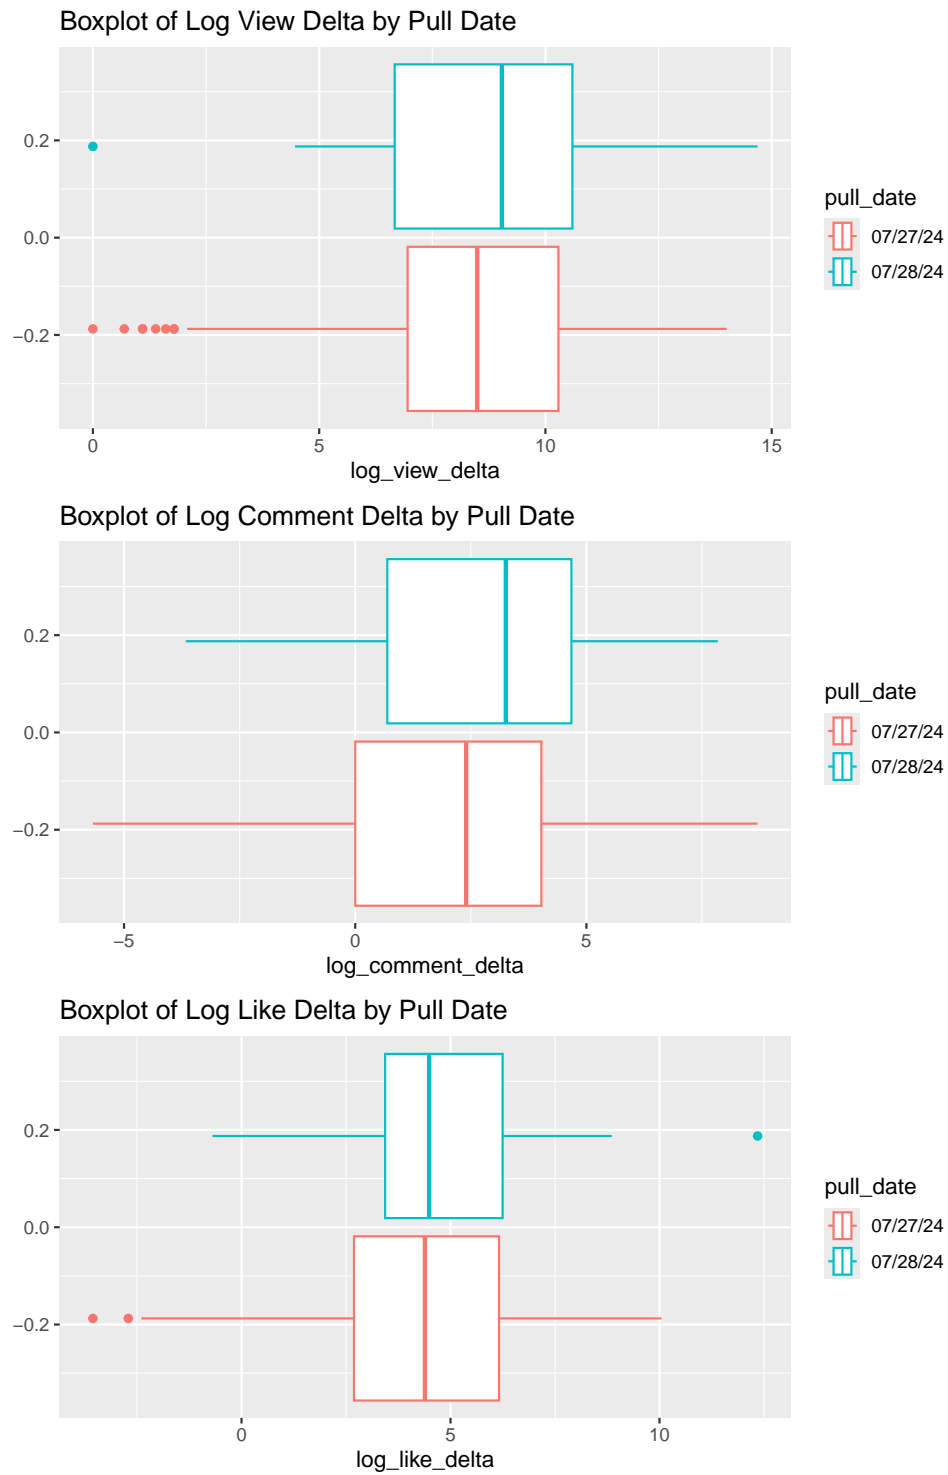 Boxplot of Log View Delta by Pull Date
0.2
0.0
−0.2
0 5 10 15
log_view_delta
pull_date
07/27/24
07/28/24
Boxplot of Log Comment Delta by Pull Date
0.2
0.0
−0.2
−5 0 5
log_comment_delta
pull_date
07/27/24
07/28/24
Boxplot of Log Like Delta by Pull Date
0.2
0.0
−0.2
0 5 10
log_like_delta
pull_date
07/27/24
07/28/24